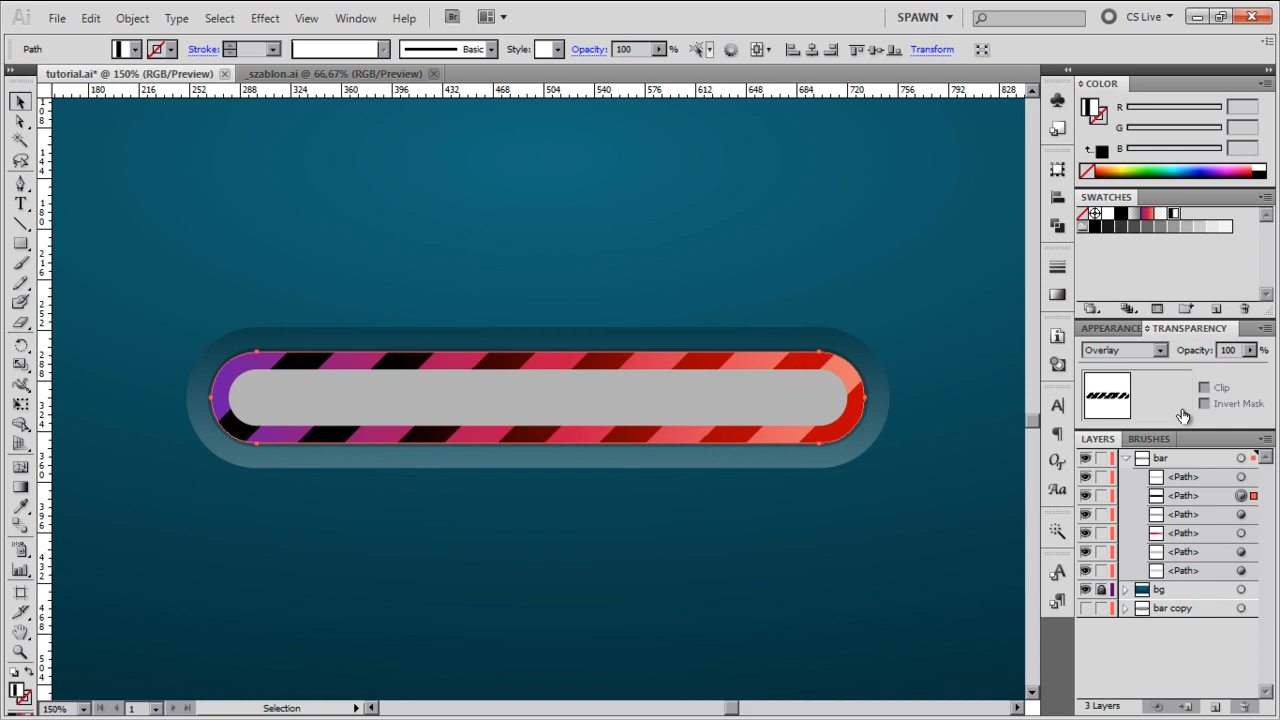 Ai File Edit Object Type Select Effect View Window Help Br SPAWN CS Live
Path Stroke: Basic Style: Opacity: 100 % Transform
tutorial.ai* @ 150% (RGB/Preview) _szablon.ai @ 66,67% (RGB/Preview)
180 216 252 288 324 360 396 432 468 504 540 576 612 648 684 720 756 792 828
COLOR
R
G
B
SWATCHES
APPEARANCE TRANSPARENCY
Overlay Opacity: 100 %
Clip
Invert Mask
LAYERS BRUSHES
bar
<Path>
<Path>
<Path>
<Path>
<Path>
<Path>
bg
bar copy
3 Layers
150% 1 Selection